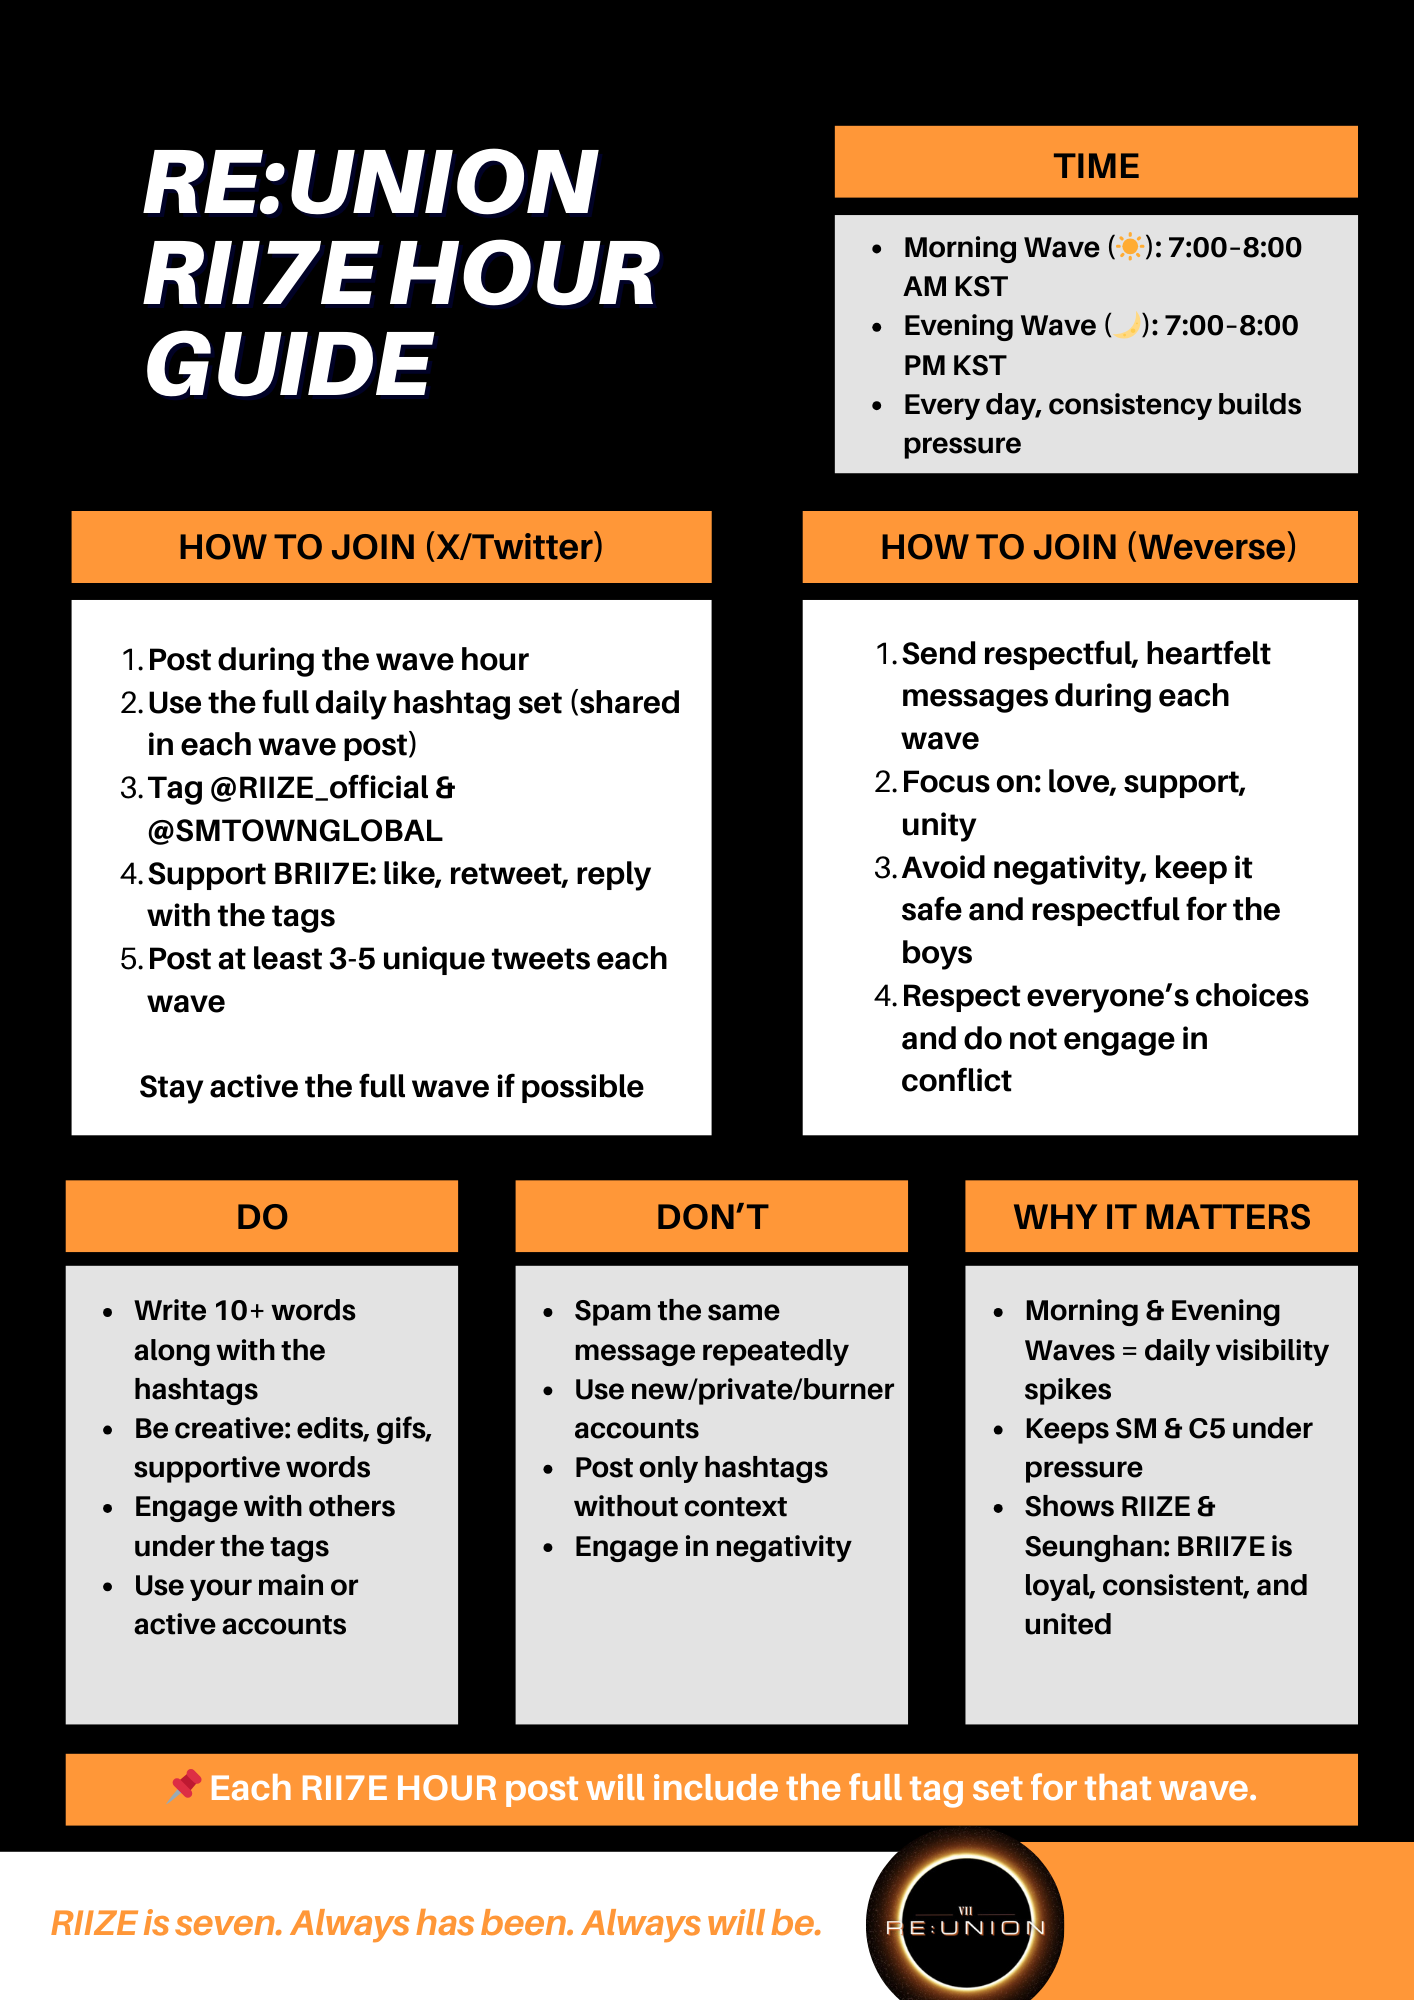 RE:UNION
RII7E HOUR
GUIDE
TIME
• Morning Wave (☀️): 7:00–8:00
AM KST
• Evening Wave (🌙): 7:00–8:00
PM KST
• Every day, consistency builds
pressure
HOW TO JOIN (X/Twitter)
1. Post during the wave hour
2. Use the full daily hashtag set (shared
in each wave post)
3. Tag @RIIZE_official &
@SMTOWNGLOBAL
4. Support BRII7E: like, retweet, reply
with the tags
5. Post at least 3-5 unique tweets each
wave
Stay active the full wave if possible
HOW TO JOIN (Weverse)
1. Send respectful, heartfelt
messages during each
wave
2. Focus on: love, support,
unity
3. Avoid negativity, keep it
safe and respectful for the
boys
4. Respect everyone’s choices
and do not engage in
conflict
DO
• Write 10+ words
along with the
hashtags
• Be creative: edits, gifs,
supportive words
• Engage with others
under the tags
• Use your main or
active accounts
DON’T
• Spam the same
message repeatedly
• Use new/private/burner
accounts
• Post only hashtags
without context
• Engage in negativity
WHY IT MATTERS
• Morning & Evening
Waves = daily visibility
spikes
• Keeps SM & C5 under
pressure
• Shows RIIZE &
Seunghan: BRII7E is
loyal, consistent, and
united
📌 Each RII7E HOUR post will include the full tag set for that wave.
RIIZE is seven. Always has been. Always will be.
VII
RE:UNION